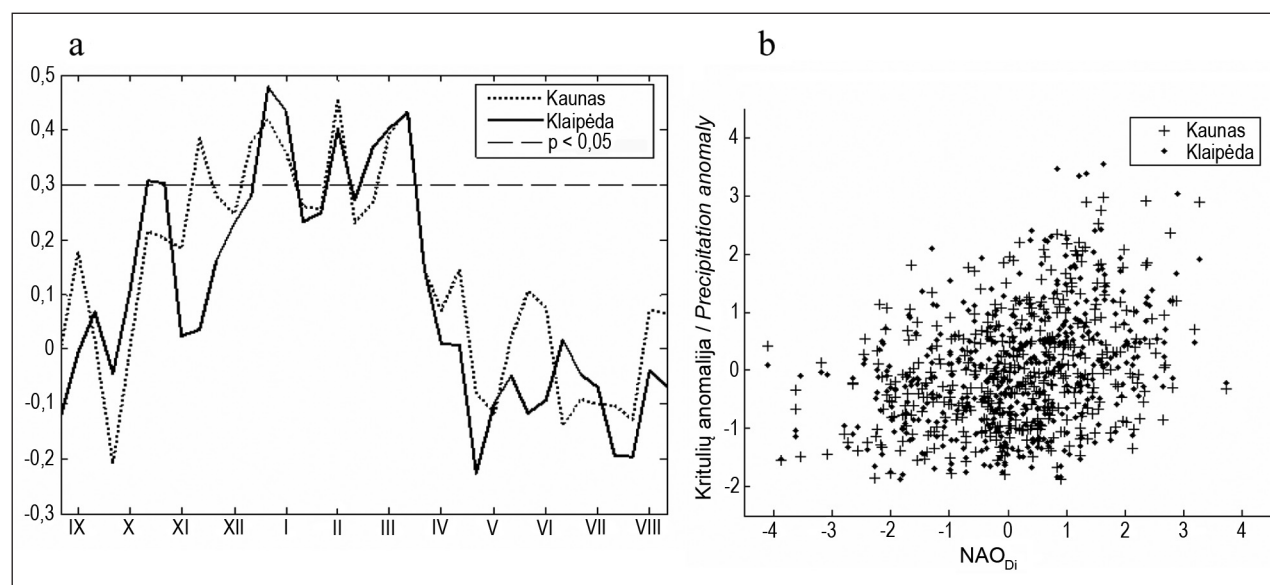 a
0,5
0,4
0,3
0,2
0,1
0
-0,1
-0,2
-0,3
IX X XI XII I II III IV V VI VII VIII
Kaunas
Klaipėda
p < 0,05
b
Kritulių anomalija / Precipitation anomaly
4
3
2
1
0
-1
-2
-4 -3 -2 -1 0 1 2 3 4
NAO_Di
Kaunas
Klaipėda